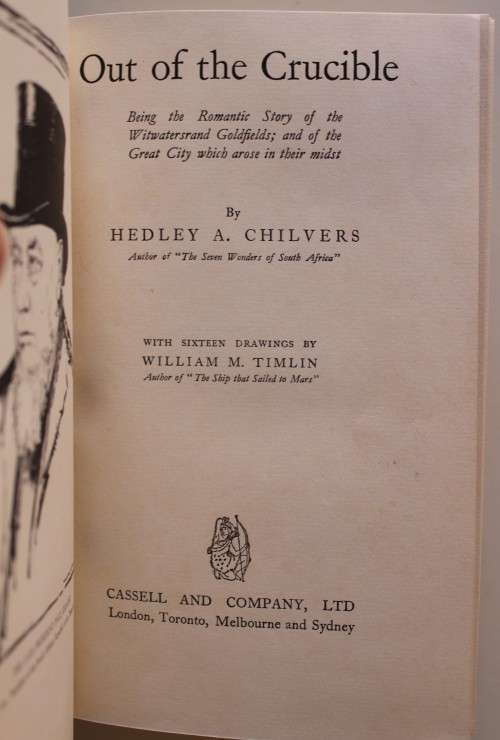 Out of the Crucible
Being the Romantic Story of the
Witwatersrand Goldfields; and of the
Great City which arose in their midst
By
HEDLEY A. CHILVERS
Author of "The Seven Wonders of South Africa"
WITH SIXTEEN DRAWINGS BY
WILLIAM M. TIMLIN
Author of "The Ship that Sailed to Mars"
CASSELL AND COMPANY, LTD
London, Toronto, Melbourne and Sydney